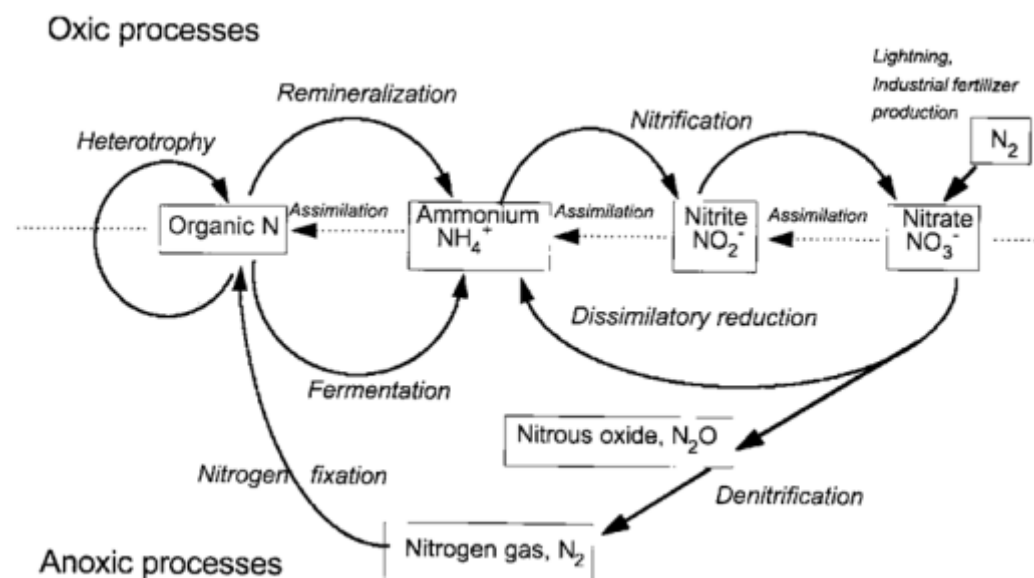 Oxic processes
Lightning,
Industrial fertilizer
production
N₂
Remineralization
Nitrification
Heterotrophy
Organic N
Assimilation
Ammonium
NH₄⁺
Assimilation
Nitrite
NO₂⁻
Assimilation
Nitrate
NO₃⁻
Dissimilatory reduction
Fermentation
Nitrous oxide, N₂O
Nitrogen fixation
Denitrification
Nitrogen gas, N₂
Anoxic processes